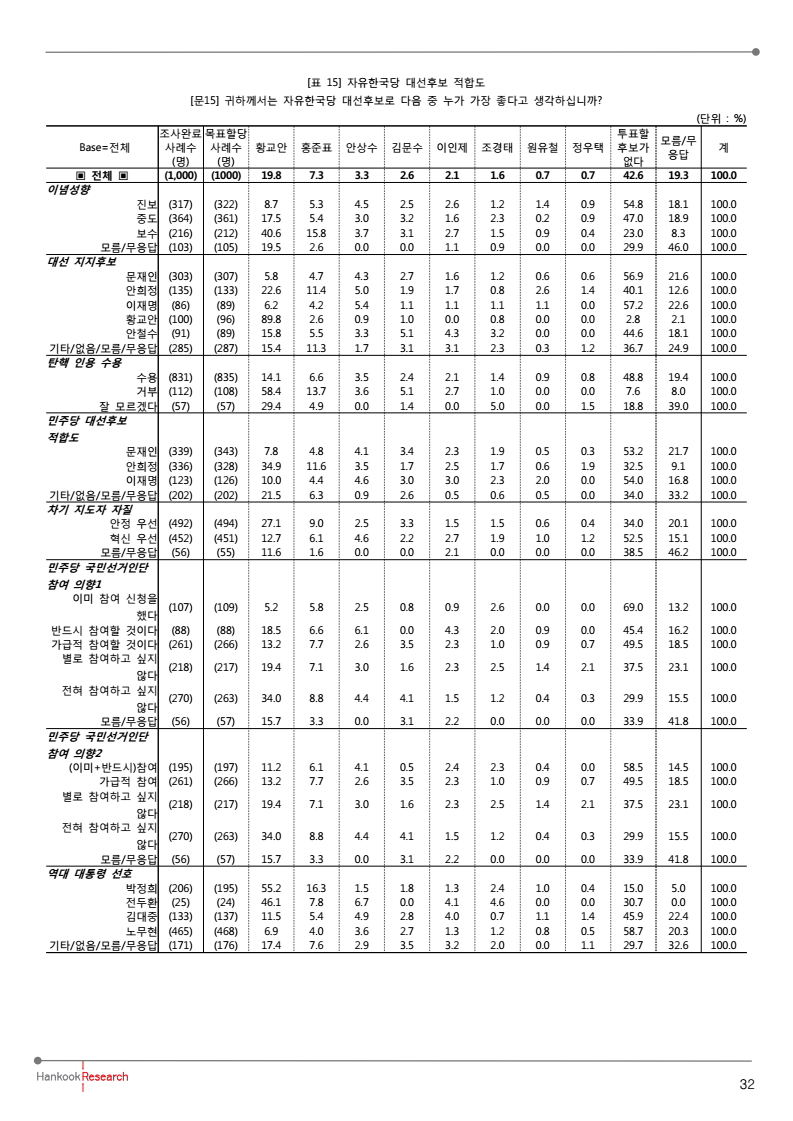 [표 15] 자유한국당 대선후보 적합도
[문15] 귀하께서는 자유한국당 대선후보로 다음 중 누가 가장 좋다고 생각하십니까?
(단위 : %)
Base=전체 조사완료 사례수 (명) 목표할당 사례수 (명) 황교안 홍준표 안상수 김문수 이인제 조경태 원유철 정우택 투표할 후보가 없다 모름/무응답 계
▣ 전체 ▣ (1,000) (1000) 19.8 7.3 3.3 2.6 2.1 1.6 0.7 0.7 42.6 19.3 100.0
이념성향
진보 (317) (322) 8.7 5.3 4.5 2.5 2.6 1.2 1.4 0.9 54.8 18.1 100.0
중도 (364) (361) 17.5 5.4 3.0 3.2 1.6 2.3 0.2 0.9 47.0 18.9 100.0
보수 (216) (212) 40.6 15.8 3.7 3.1 2.7 1.5 0.9 0.4 23.0 8.3 100.0
모름/무응답 (103) (105) 19.5 2.6 0.0 0.0 1.1 0.9 0.0 0.0 29.9 46.0 100.0
대선 지지후보
문재인 (303) (307) 5.8 4.7 4.3 2.7 1.6 1.2 0.6 0.6 56.9 21.6 100.0
안희정 (135) (133) 22.6 11.4 5.0 1.9 1.7 0.8 2.6 1.4 40.1 12.6 100.0
이재명 (86) (89) 6.2 4.2 5.4 1.1 1.1 1.1 1.1 0.0 57.2 22.6 100.0
황교안 (100) (96) 89.8 2.6 0.9 1.0 0.0 0.8 0.0 0.0 2.8 2.1 100.0
안철수 (91) (89) 15.8 5.5 3.3 5.1 4.3 3.2 0.0 0.0 44.6 18.1 100.0
기타/없음/모름/무응답 (285) (287) 15.4 11.3 1.7 3.1 3.1 2.3 0.3 1.2 36.7 24.9 100.0
탄핵 인용 수용
수용 (831) (835) 14.1 6.6 3.5 2.4 2.1 1.4 0.9 0.8 48.8 19.4 100.0
거부 (112) (108) 58.4 13.7 3.6 5.1 2.7 1.0 0.0 0.0 7.6 8.0 100.0
잘 모르겠다 (57) (57) 29.4 4.9 0.0 1.4 0.0 5.0 0.0 1.5 18.8 39.0 100.0
민주당 대선후보
적합도
문재인 (339) (343) 7.8 4.8 4.1 3.4 2.3 1.9 0.5 0.3 53.2 21.7 100.0
안희정 (336) (328) 34.9 11.6 3.5 1.7 2.5 1.7 0.6 1.9 32.5 9.1 100.0
이재명 (123) (126) 10.0 4.4 4.6 3.0 3.0 2.3 2.0 0.0 54.0 16.8 100.0
기타/없음/모름/무응답 (202) (202) 21.5 6.3 0.9 2.6 0.5 0.6 0.5 0.0 34.0 33.2 100.0
차기 지도자 자질
안정 우선 (492) (494) 27.1 9.0 2.5 3.3 1.5 1.5 0.6 0.4 34.0 20.1 100.0
혁신 우선 (452) (451) 12.7 6.1 4.6 2.2 2.7 1.9 1.0 1.2 52.5 15.1 100.0
모름/무응답 (56) (55) 11.6 1.6 0.0 0.0 2.1 0.0 0.0 0.0 38.5 46.2 100.0
민주당 국민선거인단
참여 의향1
이미 참여 신청을
했다 (107) (109) 5.2 5.8 2.5 0.8 0.9 2.6 0.0 0.0 69.0 13.2 100.0
반드시 참여할 것이다 (88) (88) 18.5 6.6 6.1 0.0 4.3 2.0 0.9 0.0 45.4 16.2 100.0
가급적 참여할 것이다 (261) (266) 13.2 7.7 2.6 3.5 2.3 1.0 0.9 0.7 49.5 18.5 100.0
별로 참여하고 싶지
않다 (218) (217) 19.4 7.1 3.0 1.6 2.3 2.5 1.4 2.1 37.5 23.1 100.0
전혀 참여하고 싶지
않다 (270) (263) 34.0 8.8 4.4 4.1 1.5 1.2 0.4 0.3 29.9 15.5 100.0
모름/무응답 (56) (57) 15.7 3.3 0.0 3.1 2.2 0.0 0.0 0.0 33.9 41.8 100.0
민주당 국민선거인단
참여 의향2
(이미+반드시)참여 (195) (197) 11.2 6.1 4.1 0.5 2.4 2.3 0.4 0.0 58.5 14.5 100.0
가급적 참여 (261) (266) 13.2 7.7 2.6 3.5 2.3 1.0 0.9 0.7 49.5 18.5 100.0
별로 참여하고 싶지
않다 (218) (217) 19.4 7.1 3.0 1.6 2.3 2.5 1.4 2.1 37.5 23.1 100.0
전혀 참여하고 싶지
않다 (270) (263) 34.0 8.8 4.4 4.1 1.5 1.2 0.4 0.3 29.9 15.5 100.0
모름/무응답 (56) (57) 15.7 3.3 0.0 3.1 2.2 0.0 0.0 0.0 33.9 41.8 100.0
역대 대통령 선호
박정희 (206) (195) 55.2 16.3 1.5 1.8 1.3 2.4 1.0 0.4 15.0 5.0 100.0
전두환 (25) (24) 46.1 7.8 6.7 0.0 4.1 4.6 0.0 0.0 30.7 0.0 100.0
김대중 (133) (137) 11.5 5.4 4.9 2.8 4.0 0.7 1.1 1.4 45.9 22.4 100.0
노무현 (465) (468) 6.9 4.0 3.6 2.7 1.3 1.2 0.8 0.5 58.7 20.3 100.0
기타/없음/모름/무응답 (171) (176) 17.4 7.6 2.9 3.5 3.2 2.0 0.0 1.1 29.7 32.6 100.0
Hankook Research
32